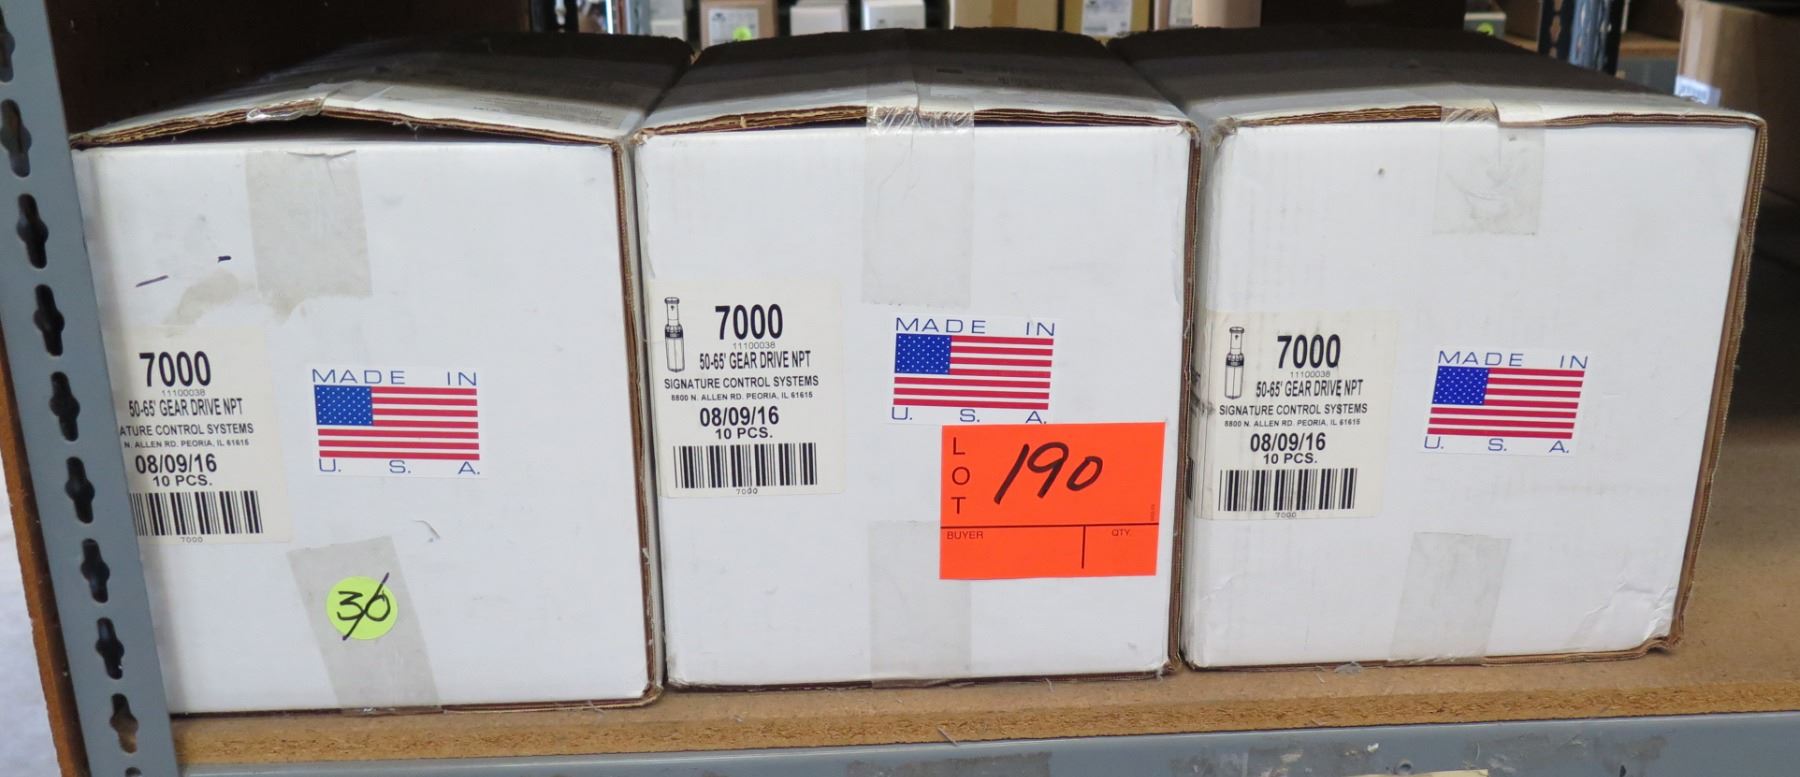 7000
11100038
50-65' GEAR DRIVE NPT
ATURE CONTROL SYSTEMS
N. ALLEN RD. PEORIA, IL 61615
08/09/16
10 PCS.
7000
MADE IN
U. S. A.
36
7000
11100038
50-65' GEAR DRIVE NPT
SIGNATURE CONTROL SYSTEMS
8800 N. ALLEN RD. PEORIA, IL 61615
08/09/16
10 PCS.
7000
MADE IN
U. S. A.
LOT
190
BUYER
QTY.
7000
11100038
50-65' GEAR DRIVE NPT
SIGNATURE CONTROL SYSTEMS
8800 N. ALLEN RD. PEORIA, IL 61615
08/09/16
10 PCS.
7000
MADE IN
U. S. A.